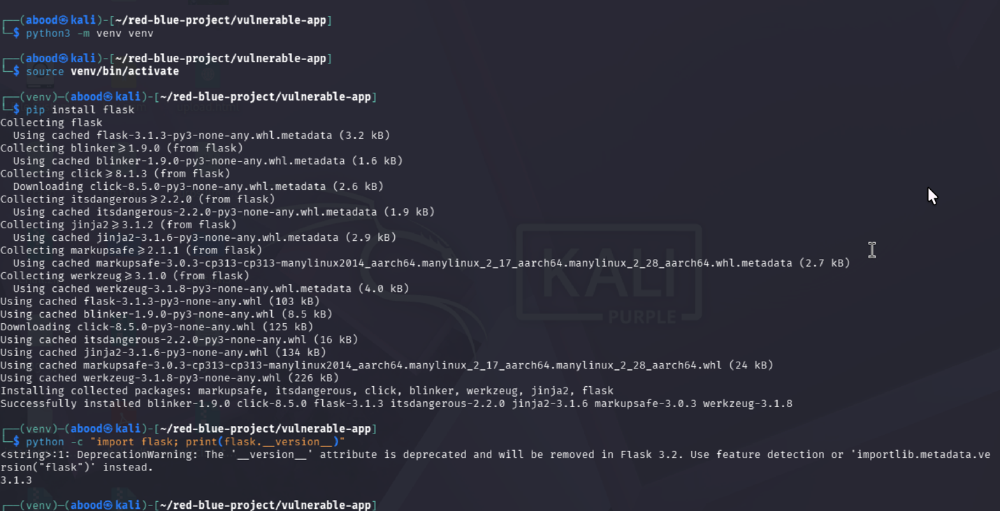 ┌──(abood㉿kali)-[~/red-blue-project/vulnerable-app]
└─$ python3 -m venv venv
┌──(abood㉿kali)-[~/red-blue-project/vulnerable-app]
└─$ source venv/bin/activate
┌──(venv)─(abood㉿kali)-[~/red-blue-project/vulnerable-app]
└─$ pip install flask
Collecting flask
  Using cached flask-3.1.3-py3-none-any.whl.metadata (3.2 kB)
Collecting blinker>=1.9.0 (from flask)
  Using cached blinker-1.9.0-py3-none-any.whl.metadata (1.6 kB)
Collecting click>=8.1.3 (from flask)
  Downloading click-8.5.0-py3-none-any.whl.metadata (2.6 kB)
Collecting itsdangerous>=2.2.0 (from flask)
  Using cached itsdangerous-2.2.0-py3-none-any.whl.metadata (1.9 kB)
Collecting jinja2>=3.1.2 (from flask)
  Using cached jinja2-3.1.6-py3-none-any.whl.metadata (2.9 kB)
Collecting markupsafe>=2.1.1 (from flask)
  Using cached markupsafe-3.0.3-cp313-cp313-manylinux2014_aarch64.manylinux_2_17_aarch64.manylinux_2_28_aarch64.whl.metadata (2.7 kB)
Collecting werkzeug>=3.1.0 (from flask)
  Using cached werkzeug-3.1.8-py3-none-any.whl.metadata (4.0 kB)
Using cached flask-3.1.3-py3-none-any.whl (103 kB)
Using cached blinker-1.9.0-py3-none-any.whl (8.5 kB)
Downloading click-8.5.0-py3-none-any.whl (125 kB)
Using cached itsdangerous-2.2.0-py3-none-any.whl (16 kB)
Using cached jinja2-3.1.6-py3-none-any.whl (134 kB)
Using cached markupsafe-3.0.3-cp313-cp313-manylinux2014_aarch64.manylinux_2_17_aarch64.manylinux_2_28_aarch64.whl (24 kB)
Using cached werkzeug-3.1.8-py3-none-any.whl (226 kB)
Installing collected packages: markupsafe, itsdangerous, click, blinker, werkzeug, jinja2, flask
Successfully installed blinker-1.9.0 click-8.5.0 flask-3.1.3 itsdangerous-2.2.0 jinja2-3.1.6 markupsafe-3.0.3 werkzeug-3.1.8
┌──(venv)─(abood㉿kali)-[~/red-blue-project/vulnerable-app]
└─$ python -c "import flask; print(flask.__version__)"
<string>:1: DeprecationWarning: The '__version__' attribute is deprecated and will be removed in Flask 3.2. Use feature detection or 'importlib.metadata.ve
rsion("flask")' instead.
3.1.3
┌──(venv)─(abood㉿kali)-[~/red-blue-project/vulnerable-app]
KALI
PURPLE